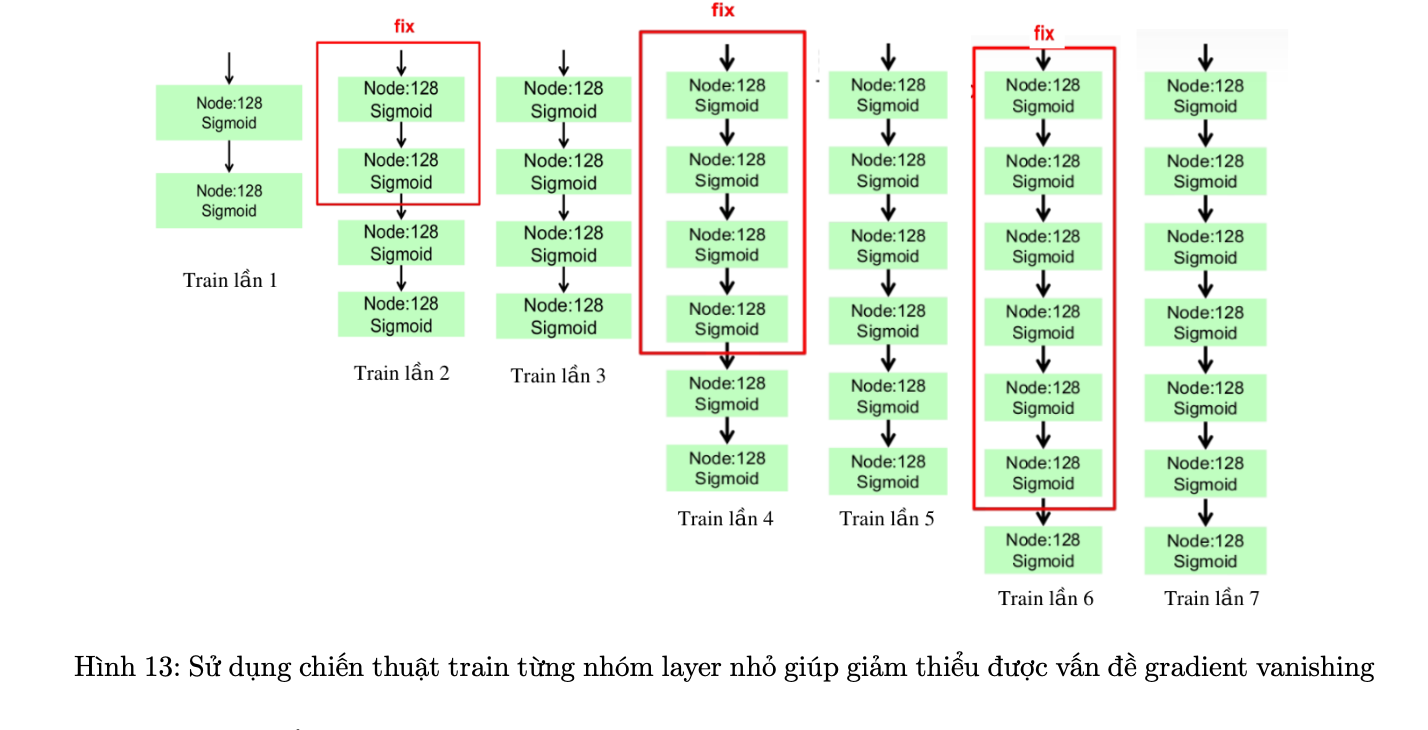 Node:128
Sigmoid
Node:128
Sigmoid
Train lần 1
fix
Node:128
Sigmoid
Node:128
Sigmoid
Node:128
Sigmoid
Node:128
Sigmoid
Train lần 2
Node:128
Sigmoid
Node:128
Sigmoid
Node:128
Sigmoid
Node:128
Sigmoid
Train lần 3
fix
Node:128
Sigmoid
Node:128
Sigmoid
Node:128
Sigmoid
Node:128
Sigmoid
Node:128
Sigmoid
Node:128
Sigmoid
Train lần 4
Node:128
Sigmoid
Node:128
Sigmoid
Node:128
Sigmoid
Node:128
Sigmoid
Node:128
Sigmoid
Node:128
Sigmoid
Train lần 5
fix
Node:128
Sigmoid
Node:128
Sigmoid
Node:128
Sigmoid
Node:128
Sigmoid
Node:128
Sigmoid
Node:128
Sigmoid
Node:128
Sigmoid
Train lần 6
Node:128
Sigmoid
Node:128
Sigmoid
Node:128
Sigmoid
Node:128
Sigmoid
Node:128
Sigmoid
Node:128
Sigmoid
Node:128
Sigmoid
Train lần 7
Hình 13: Sử dụng chiến thuật train từng nhóm layer nhỏ giúp giảm thiểu được vấn đề gradient vanishing